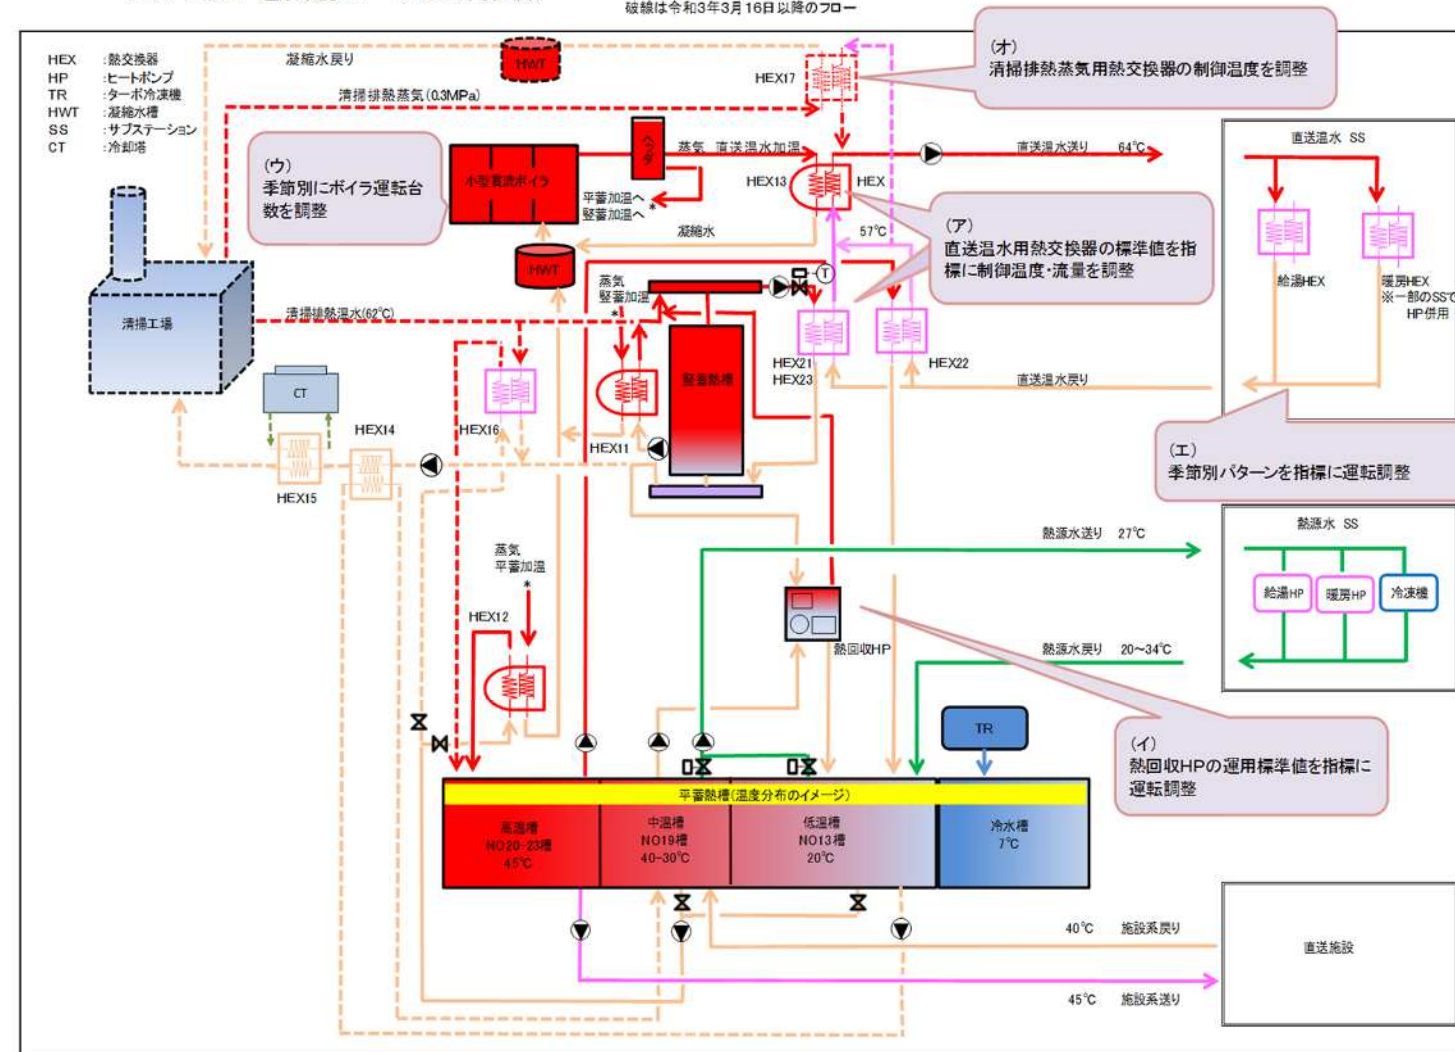 破線は令和3年3月16日以降のフロー
HEX :熱交換器
HP :ヒートポンプ
TR :ターボ冷凍機
HWT :凝縮水槽
SS :サブステーション
CT :冷却塔
凝縮水戻り
HWT
HEX17
(オ)
清掃排熱蒸気用熱交換器の制御温度を調整
清掃排熱蒸気(0.3MPa)
(ウ)
季節別にボイラ運転台
数を調整
小型貫流ボイラ
ヘッダ
蒸気 直送温水加温
直送温水送り 64℃
HEX13
HEX
平蓄加温へ
竪蓄加温へ *
凝縮水
57℃
(ア)
直送温水用熱交換器の標準値を指
標に制御温度・流量を調整
直送温水 SS
給湯HEX
暖房HEX
※一部のSSで
HP併用
HWT
蒸気
竪蓄加温
*
T
清掃工場
清掃排熱温水(62℃)
竪蓄熱槽
HEX21
HEX23
HEX22
直送温水戻り
CT
HEX14
HEX16
HEX11
HEX15
(エ)
季節別パターンを指標に運転調整
熱源水送り 27℃
熱源水 SS
給湯HP
暖房HP
冷凍機
蒸気
平蓄加温
*
HEX12
熱回収HP
熱源水戻り 20~34℃
TR
(イ)
熱回収HPの運用標準値を指標に
運転調整
平蓄熱槽(温度分布のイメージ)
高温槽
NO20-23槽
45℃
中温槽
NO19槽
40-30℃
低温槽
NO13槽
20℃
冷水槽
7℃
40℃ 施設系戻り
直送施設
45℃ 施設系送り